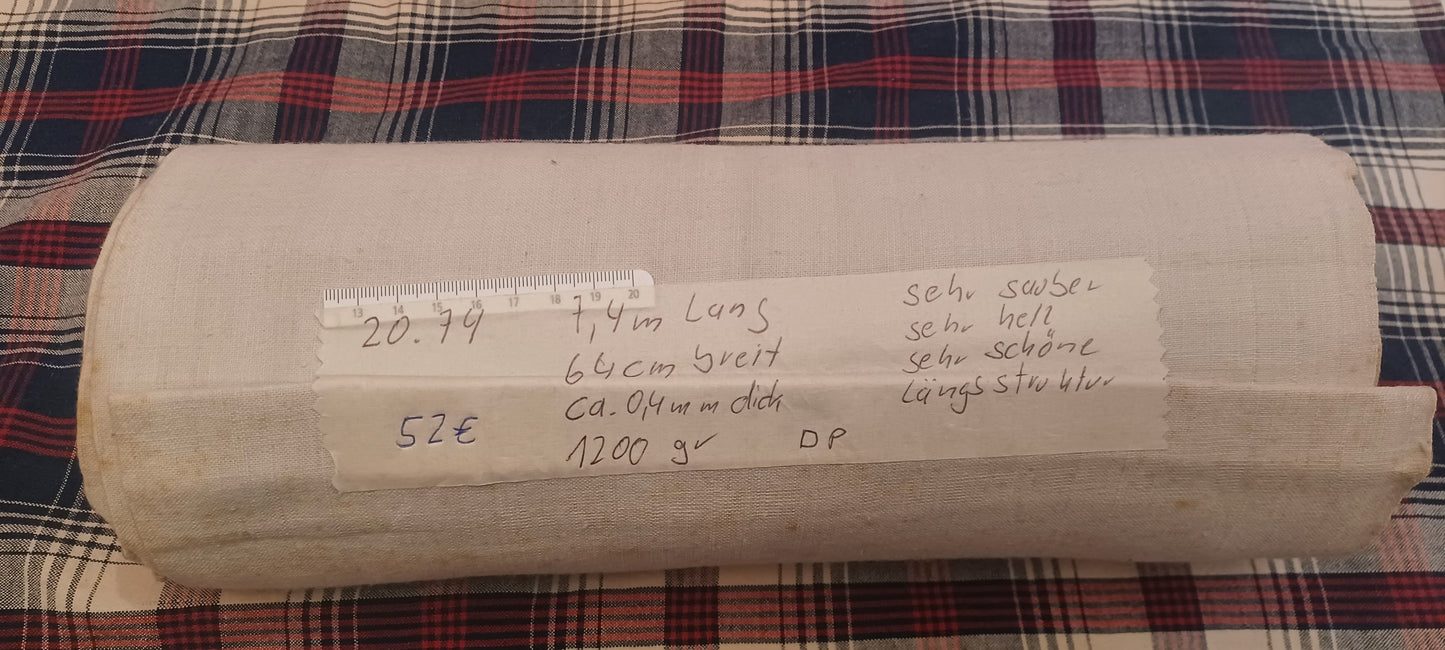 13 14 15 16 17 18 19 20
20.74
52€
7,4m Lang
64cm breit
ca. 0,4mm dick
1200 gr DP
sehr sauber
sehr hell
sehr schöne
Längsstruktur